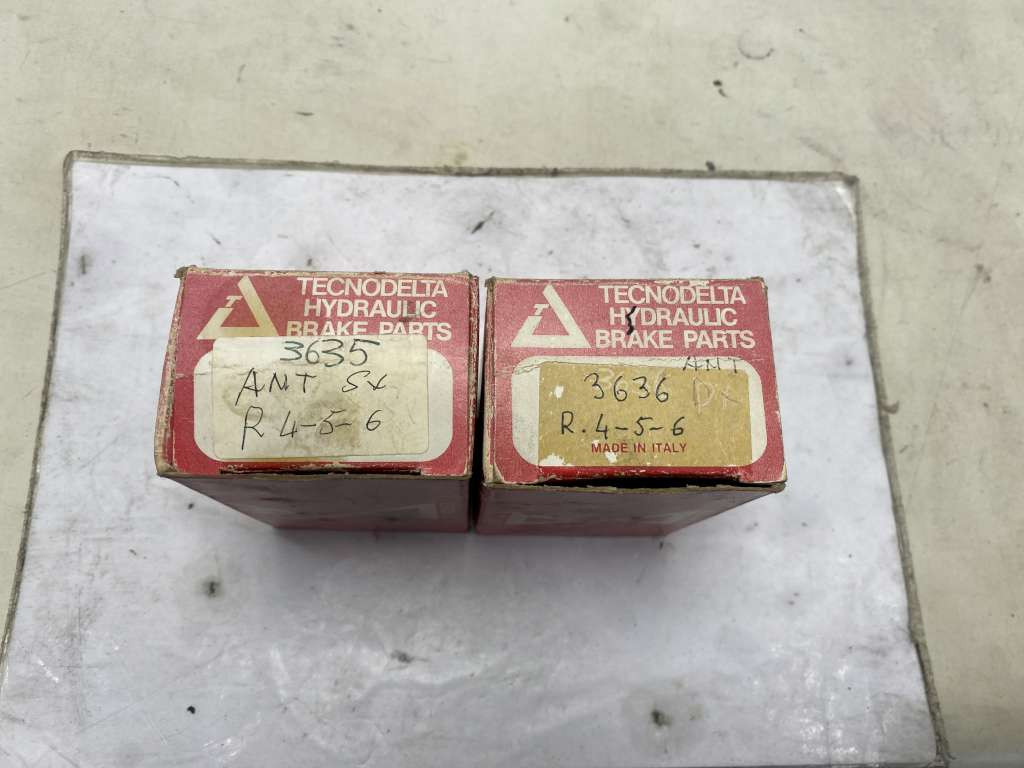 TECNODELTA
HYDRAULIC
BRAKE PARTS
3635
ANT SX
R 4-5-6
TECNODELTA
HYDRAULIC
BRAKE PARTS
ANT
3636 DX
R. 4-5-6
MADE IN ITALY